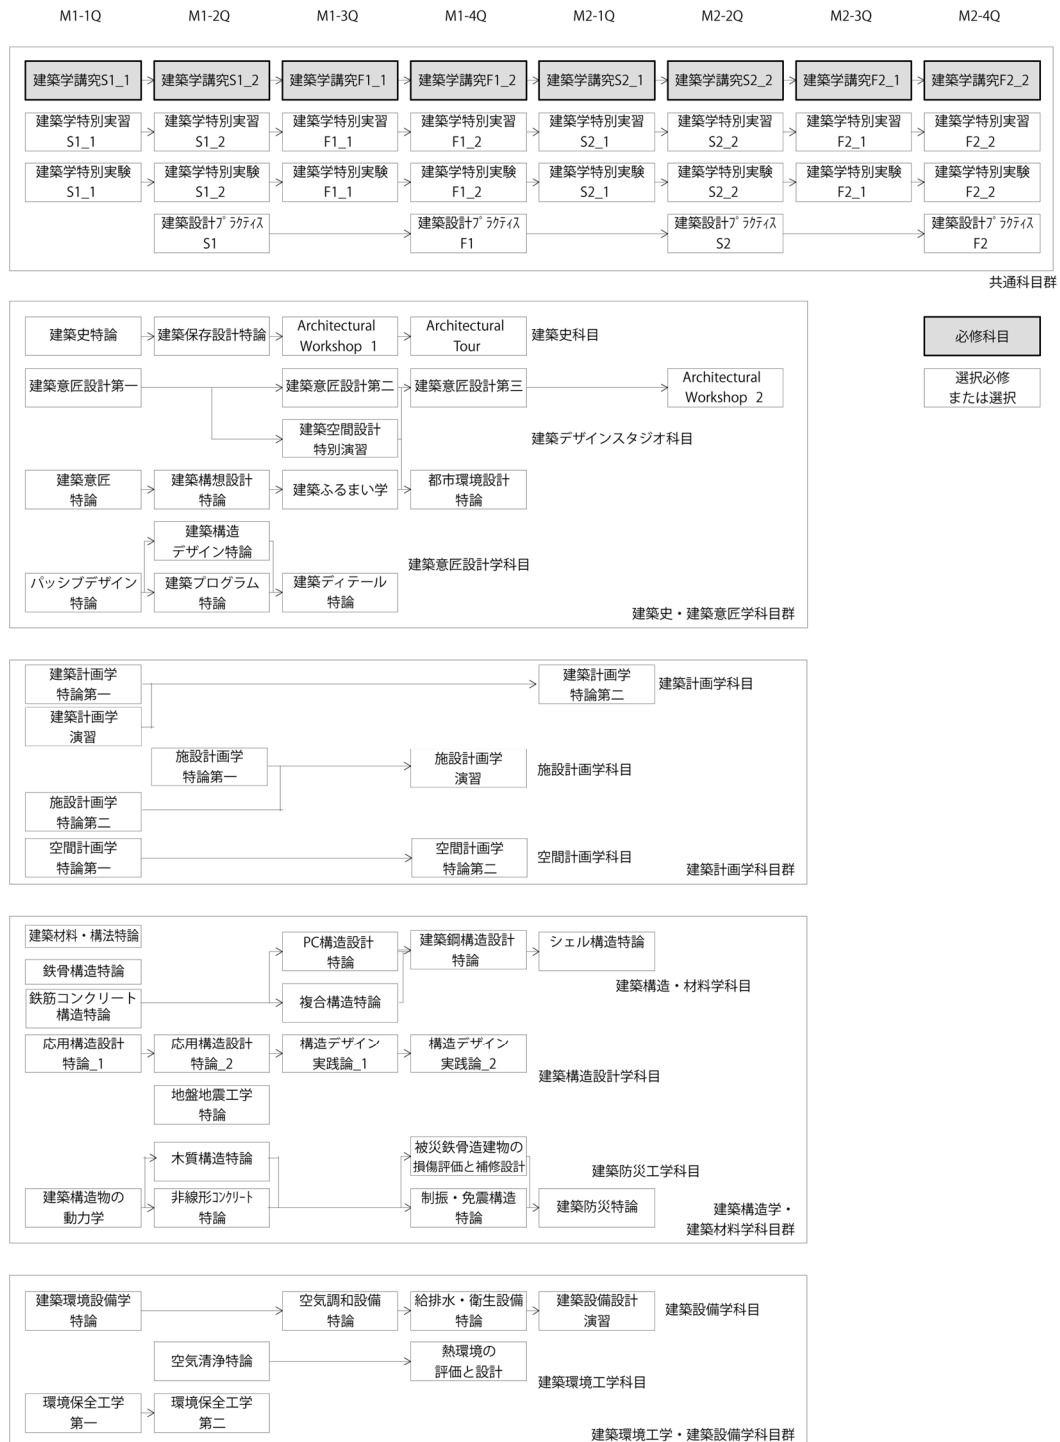 M1-1Q M1-2Q M1-3Q M1-4Q M2-1Q M2-2Q M2-3Q M2-4Q
建築学講究S1_1 建築学講究S1_2 建築学講究F1_1 建築学講究F1_2 建築学講究S2_1 建築学講究S2_2 建築学講究F2_1 建築学講究F2_2
建築学特別実習 建築学特別実習 建築学特別実習 建築学特別実習 建築学特別実習 建築学特別実習 建築学特別実習 建築学特別実習
S1_1 S1_2 F1_1 F1_2 S2_1 S2_2 F2_1 F2_2
建築学特別実験 建築学特別実験 建築学特別実験 建築学特別実験 建築学特別実験 建築学特別実験 建築学特別実験 建築学特別実験
S1_1 S1_2 F1_1 F1_2 S2_1 S2_2 F2_1 F2_2
建築設計ﾌﾟﾗｸﾃｨｽ 建築設計ﾌﾟﾗｸﾃｨｽ 建築設計ﾌﾟﾗｸﾃｨｽ 建築設計ﾌﾟﾗｸﾃｨｽ
S1 F1 S2 F2
共通科目群
建築史特論 建築保存設計特論 Architectural Workshop 1 Architectural Tour 建築史科目
必修科目
建築意匠設計第一 建築意匠設計第二 建築意匠設計第三 Architectural Workshop 2
選択必修
または選択
建築空間設計
特別演習
建築デザインスタジオ科目
建築意匠 建築構想設計 建築ふるまい学 都市環境設計
特論 特論 特論
建築構造
デザイン特論
建築意匠設計学科目
パッシブデザイン 建築プログラム 建築ディテール
特論 特論 特論
建築史・建築意匠学科目群
建築計画学 建築計画学 建築計画学科目
特論第一 特論第二
建築計画学
演習
施設計画学 施設計画学 施設計画学科目
特論第一 演習
施設計画学
特論第二
空間計画学 空間計画学 空間計画学科目
特論第一 特論第二
建築計画学科目群
建築材料・構法特論 PC構造設計 建築鋼構造設計 シェル構造特論
特論 特論
鉄骨構造特論
建築構造・材料学科目
鉄筋コンクリート 複合構造特論
構造特論
応用構造設計 応用構造設計 構造デザイン 構造デザイン
特論_1 特論_2 実践論_1 実践論_2
建築構造設計学科目
地盤地震工学
特論
木質構造特論 被災鉄骨造建物の
損傷評価と補修設計
建築防災工学科目
建築構造物の 非線形ｺﾝｸﾘｰﾄ 制振・免震構造 建築防災特論
動力学 特論 特論
建築構造学・
建築材料学科目群
建築環境設備学 空気調和設備 給排水・衛生設備 建築設備設計 建築設備学科目
特論 特論 特論 演習
空気清浄特論 熱環境の
評価と設計
建築環境工学科目
環境保全工学 環境保全工学
第一 第二
建築環境工学・建築設備学科目群